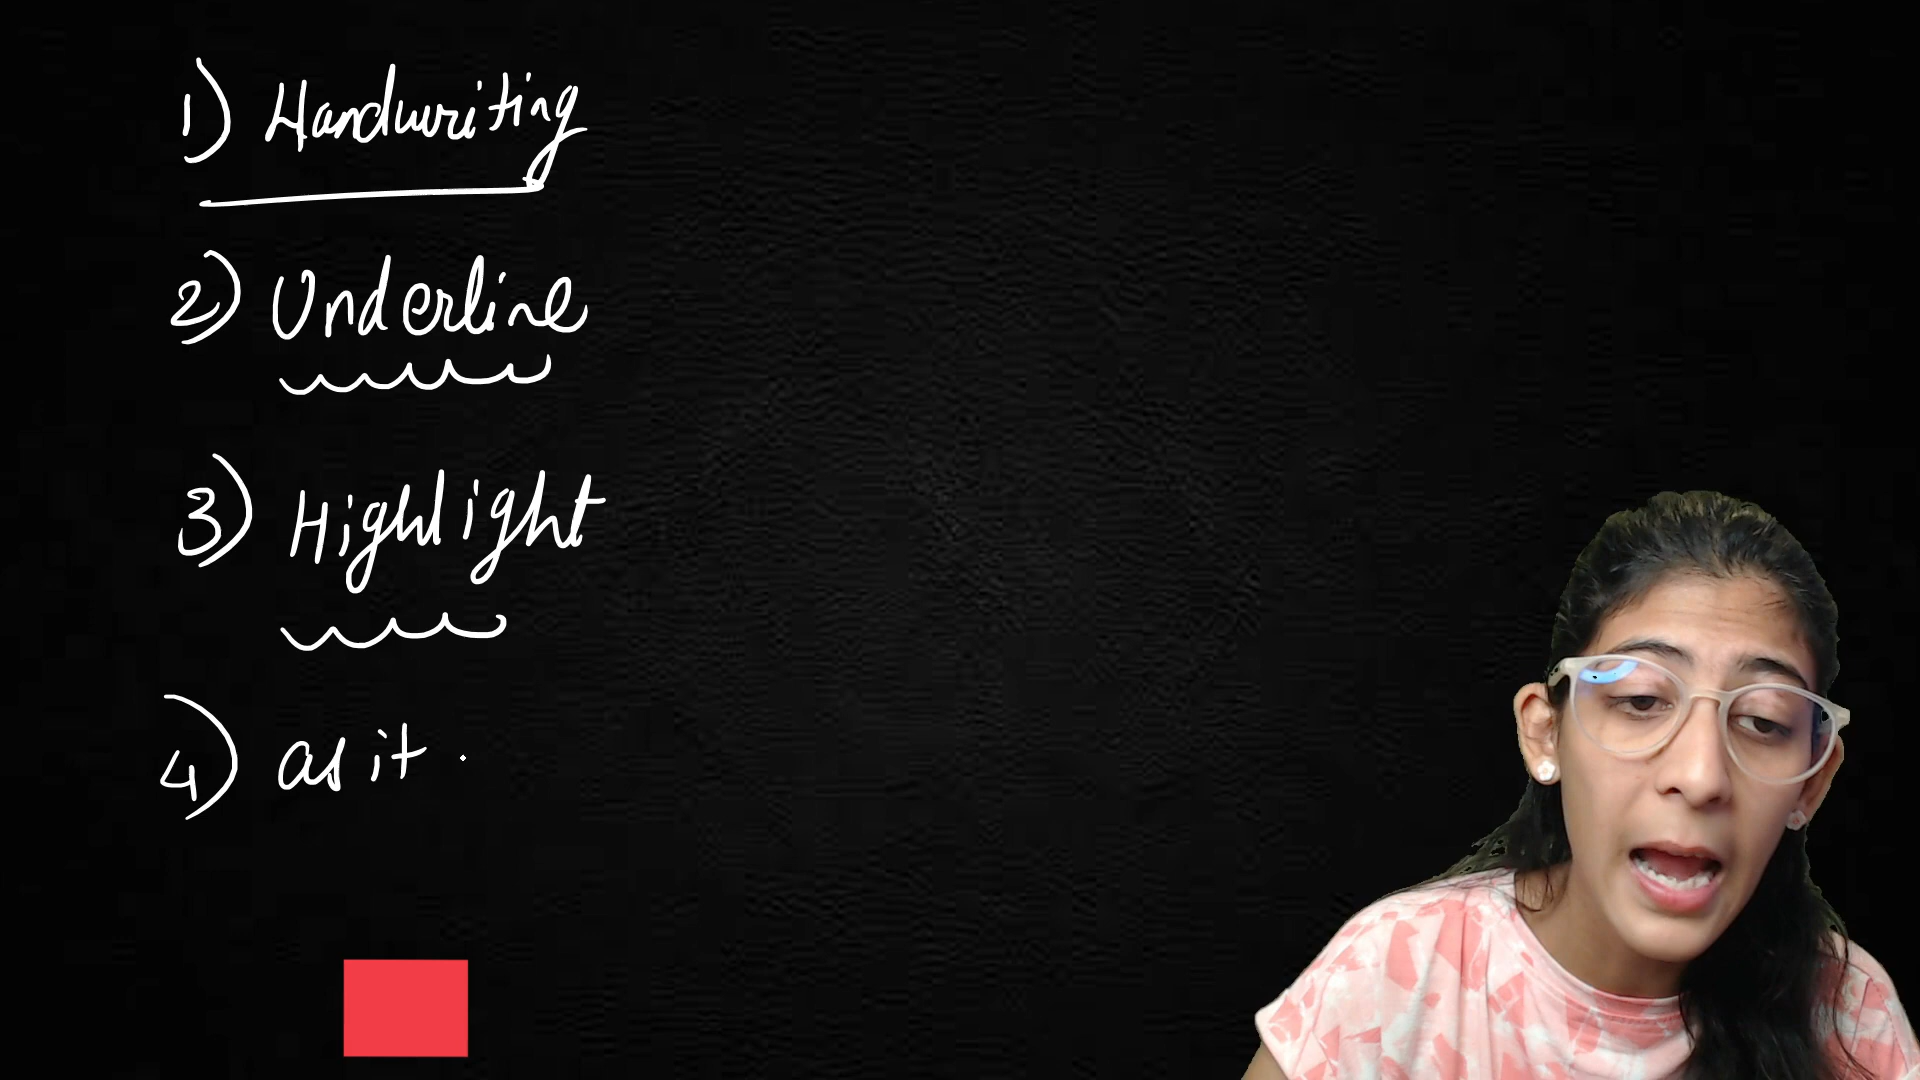 1) Handwriting
2) Underline
3) Highlight
4) as it